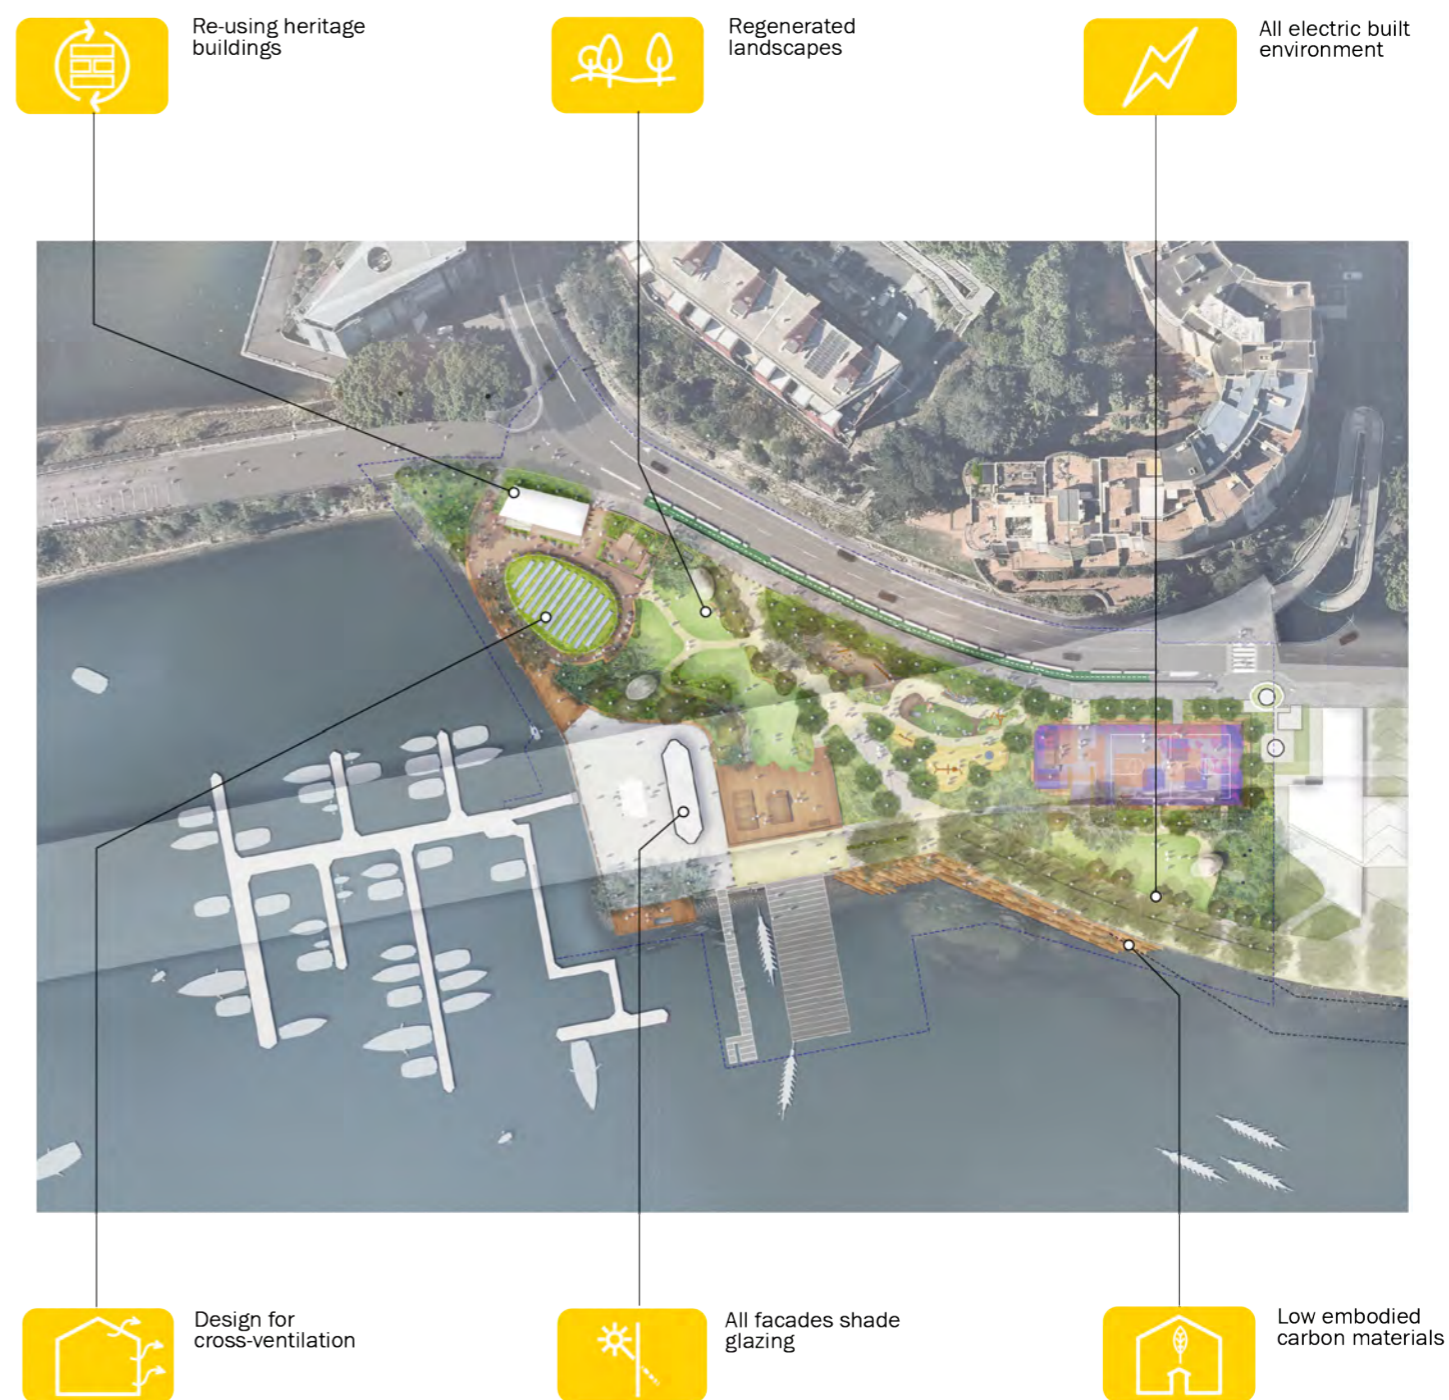 Re-using heritage
buildings
Regenerated
landscapes
All electric built
environment
Design for
cross-ventilation
All facades shade
glazing
Low embodied
carbon materials